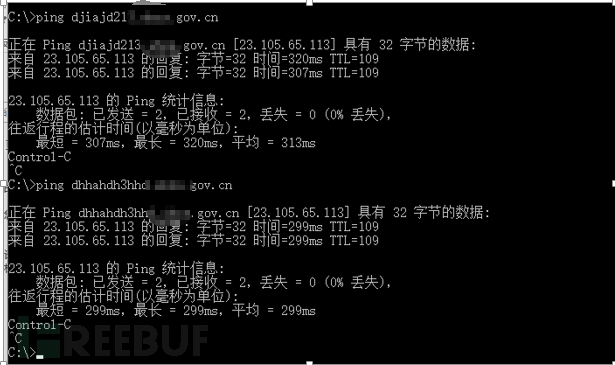 C:\>ping djiajd21 gov.cn
正在 Ping djiajd213 gov.cn [23.105.65.113] 具有 32 字节的数据:
来自 23.105.65.113 的回复: 字节=32 时间=320ms TTL=109
来自 23.105.65.113 的回复: 字节=32 时间=307ms TTL=109
23.105.65.113 的 Ping 统计信息:
数据包: 已发送 = 2，已接收 = 2，丢失 = 0 (0% 丢失)，
往返行程的估计时间(以毫秒为单位):
最短 = 307ms，最长 = 320ms，平均 = 313ms
Control-C
^C
C:\>ping dhhahdh3hhd gov.cn
正在 Ping dhhahdh3hh .gov.cn [23.105.65.113] 具有 32 字节的数据:
来自 23.105.65.113 的回复: 字节=32 时间=299ms TTL=109
来自 23.105.65.113 的回复: 字节=32 时间=299ms TTL=109
23.105.65.113 的 Ping 统计信息:
数据包: 已发送 = 2，已接收 = 2，丢失 = 0 (0% 丢失)，
往返行程的估计时间(以毫秒为单位):
最短 = 299ms，最长 = 299ms，平均 = 299ms
Control-C
^C
C:\>
REEBUF